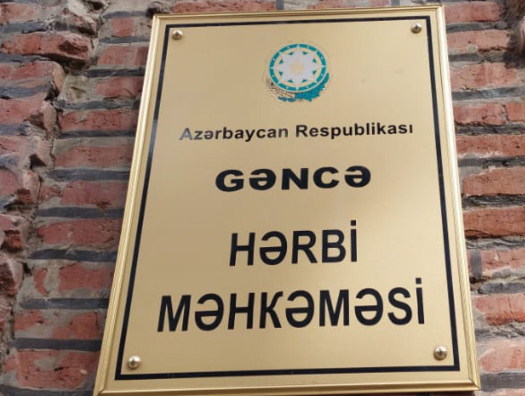 Azərbaycan Respublikası
GƏNCƏ
HƏRBİ
MƏHKƏMƏSİ